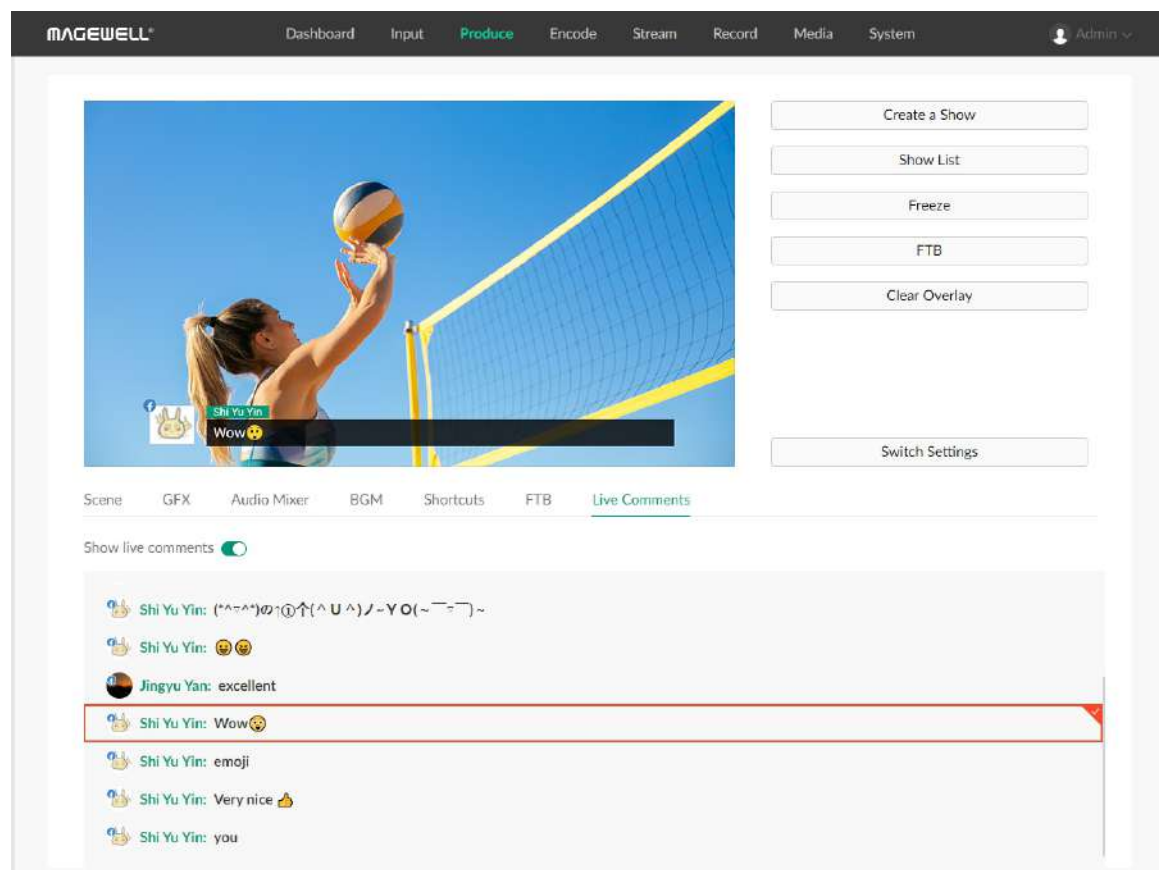 MAGEWELL®
Dashboard Input Produce Encode Stream Record Media System Admin
Create a Show
Show List
Freeze
FTB
Clear Overlay
Shi Yu Yin
Wow😲
Switch Settings
Scene GFX Audio Mixer BGM Shortcuts FTB Live Comments
Show live comments
Shi Yu Yin:
Shi Yu Yin: 😆😆
Jingyu Yan: excellent
Shi Yu Yin: Wow😲
Shi Yu Yin: emoji
Shi Yu Yin: Very nice 👍
Shi Yu Yin: you